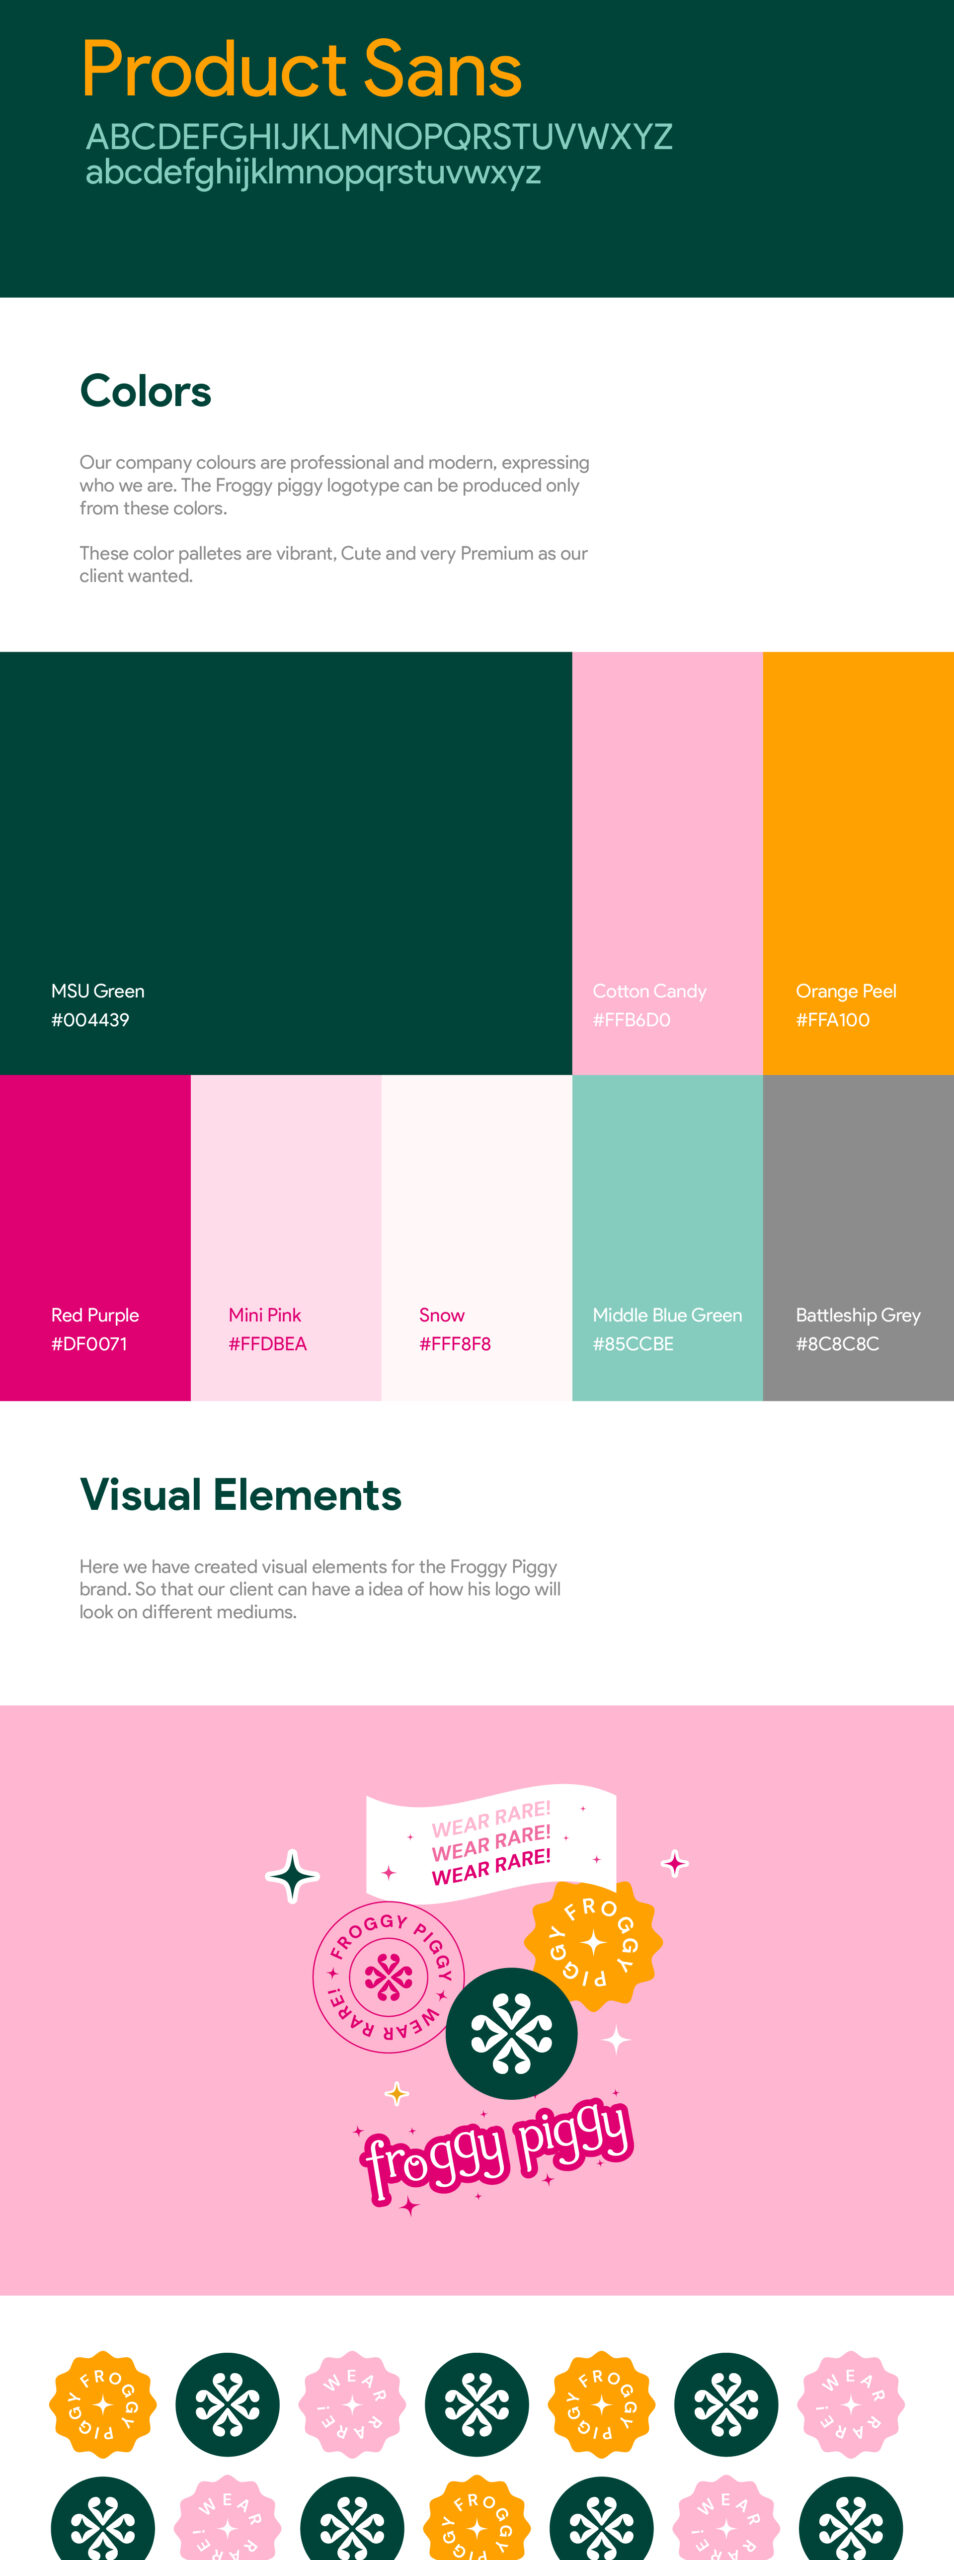 Product Sans
ABCDEFGHIJKLMNOPQRSTUVWXYZ
abcdefghijklmnopqrstuvwxyz
Colors
Our company colours are professional and modern, expressing
who we are. The Froggy piggy logotype can be produced only
from these colors.
These color palletes are vibrant, Cute and very Premium as our
client wanted.
MSU Green
#004439
Cotton Candy
#FFB6D0
Orange Peel
#FFA100
Red Purple
#DF0071
Mini Pink
#FFDBEA
Snow
#FFF8F8
Middle Blue Green
#85CCBE
Battleship Grey
#8C8C8C
Visual Elements
Here we have created visual elements for the Froggy Piggy
brand. So that our client can have a idea of how his logo will
look on different mediums.
WEAR RARE!
WEAR RARE!
WEAR RARE!
FROGGY PIGGY WEAR RARE!
FROGGY PIGGY
froggy piggy
FROGGY PIGGY
WEAR RARE!
FROGGY PIGGY
WEAR RARE!
WEAR RARE!
FROGGY PIGGY
WEAR RARE!